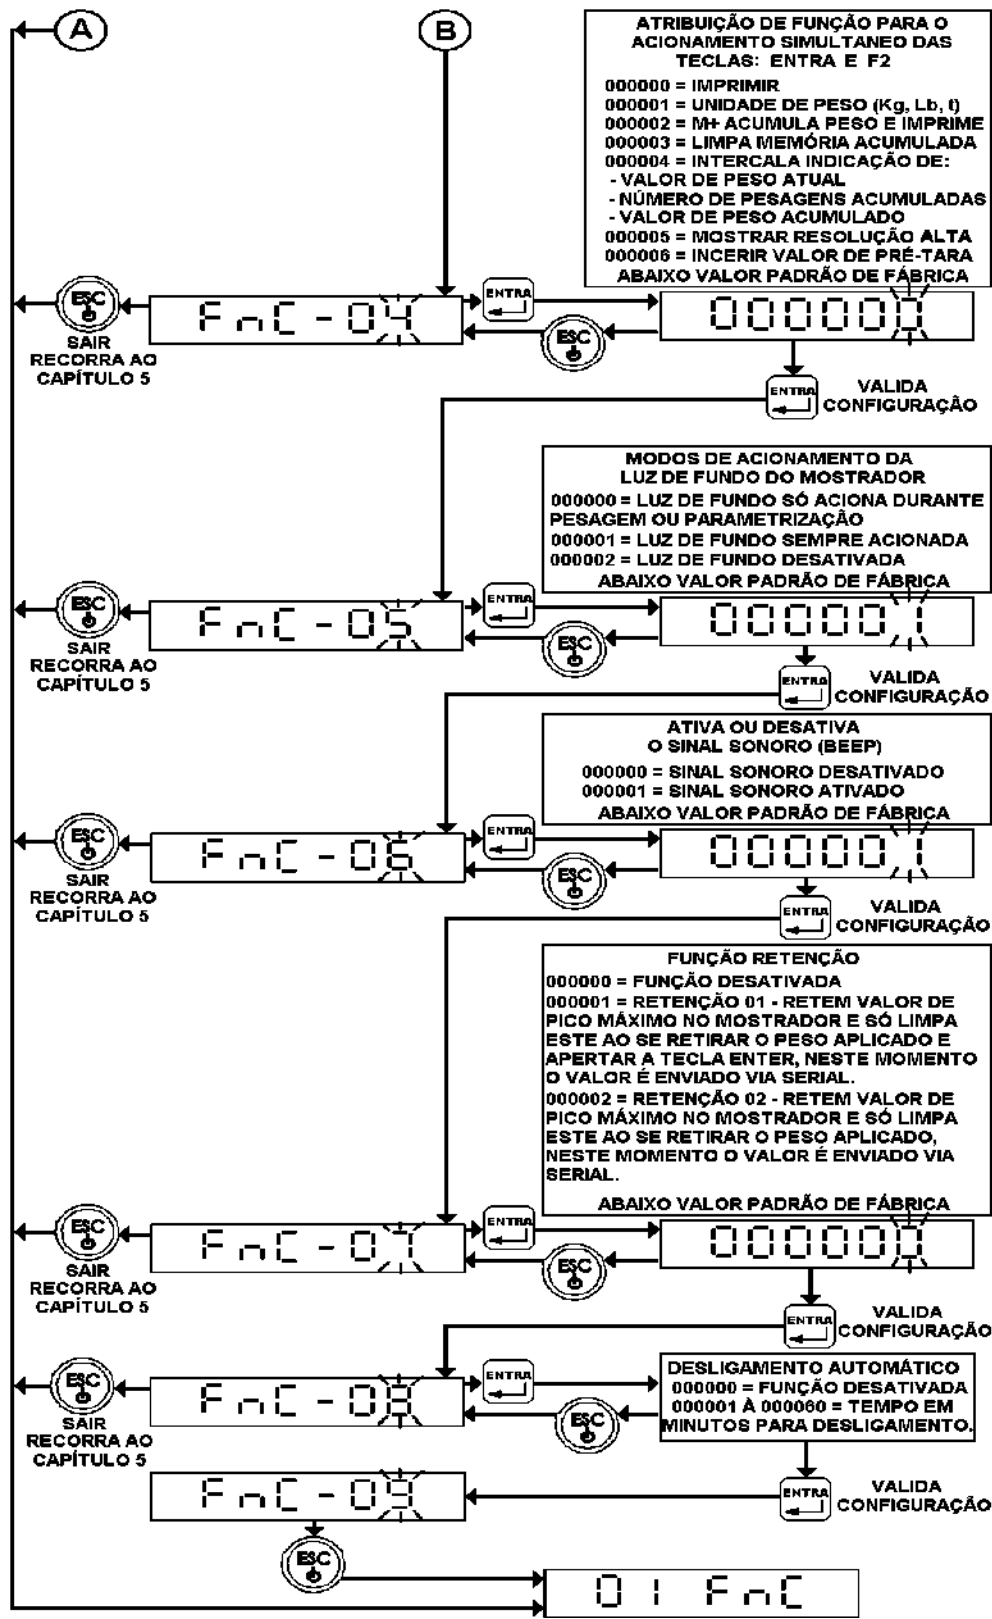 A
B
ATRIBUIÇÃO DE FUNÇÃO PARA O
ACIONAMENTO SIMULTANEO DAS
TECLAS: ENTRA E F2
000000 = IMPRIMIR
000001 = UNIDADE DE PESO (Kg, Lb, t)
000002 = M+ ACUMULA PESO E IMPRIME
000003 = LIMPA MEMÓRIA ACUMULADA
000004 = INTERCALA INDICAÇÃO DE:
- VALOR DE PESO ATUAL
- NÚMERO DE PESAGENS ACUMULADAS
- VALOR DE PESO ACUMULADO
000005 = MOSTRAR RESOLUÇÃO ALTA
000006 = INCERIR VALOR DE PRÉ-TARA
ABAIXO VALOR PADRÃO DE FÁBRICA
ESC
FnC-04
ENTRA
000000
ESC
SAIR
RECORRA AO
CAPÍTULO 5
ENTRA
VALIDA
CONFIGURAÇÃO
MODOS DE ACIONAMENTO DA
LUZ DE FUNDO DO MOSTRADOR
000000 = LUZ DE FUNDO SÓ ACIONA DURANTE
PESAGEM OU PARAMETRIZAÇÃO
000001 = LUZ DE FUNDO SEMPRE ACIONADA
000002 = LUZ DE FUNDO DESATIVADA
ABAIXO VALOR PADRÃO DE FÁBRICA
ESC
FnC-05
ENTRA
000001
ESC
SAIR
RECORRA AO
CAPÍTULO 5
ENTRA
VALIDA
CONFIGURAÇÃO
ATIVA OU DESATIVA
O SINAL SONORO (BEEP)
000000 = SINAL SONORO DESATIVADO
000001 = SINAL SONORO ATIVADO
ABAIXO VALOR PADRÃO DE FÁBRICA
ESC
FnC-06
ENTRA
000001
ESC
SAIR
RECORRA AO
CAPÍTULO 5
ENTRA
VALIDA
CONFIGURAÇÃO
FUNÇÃO RETENÇÃO
000000 = FUNÇÃO DESATIVADA
000001 = RETENÇÃO 01 - RETEM VALOR DE
PICO MÁXIMO NO MOSTRADOR E SÓ LIMPA
ESTE AO SE RETIRAR O PESO APLICADO E
APERTAR A TECLA ENTER, NESTE MOMENTO
O VALOR É ENVIADO VIA SERIAL.
000002 = RETENÇÃO 02 - RETEM VALOR DE
PICO MÁXIMO NO MOSTRADOR E SÓ LIMPA
ESTE AO SE RETIRAR O PESO APLICADO,
NESTE MOMENTO O VALOR É ENVIADO VIA
SERIAL.
ABAIXO VALOR PADRÃO DE FÁBRICA
ESC
FnC-07
ENTRA
000000
ESC
SAIR
RECORRA AO
CAPÍTULO 5
ENTRA
VALIDA
CONFIGURAÇÃO
DESLIGAMENTO AUTOMÁTICO
000000 = FUNÇÃO DESATIVADA
000001 À 000060 = TEMPO EM
MINUTOS PARA DESLIGAMENTO.
ESC
FnC-08
ENTRA
ESC
SAIR
RECORRA AO
CAPÍTULO 5
FnC-09
ENTRA
VALIDA
CONFIGURAÇÃO
ESC
01 FnC